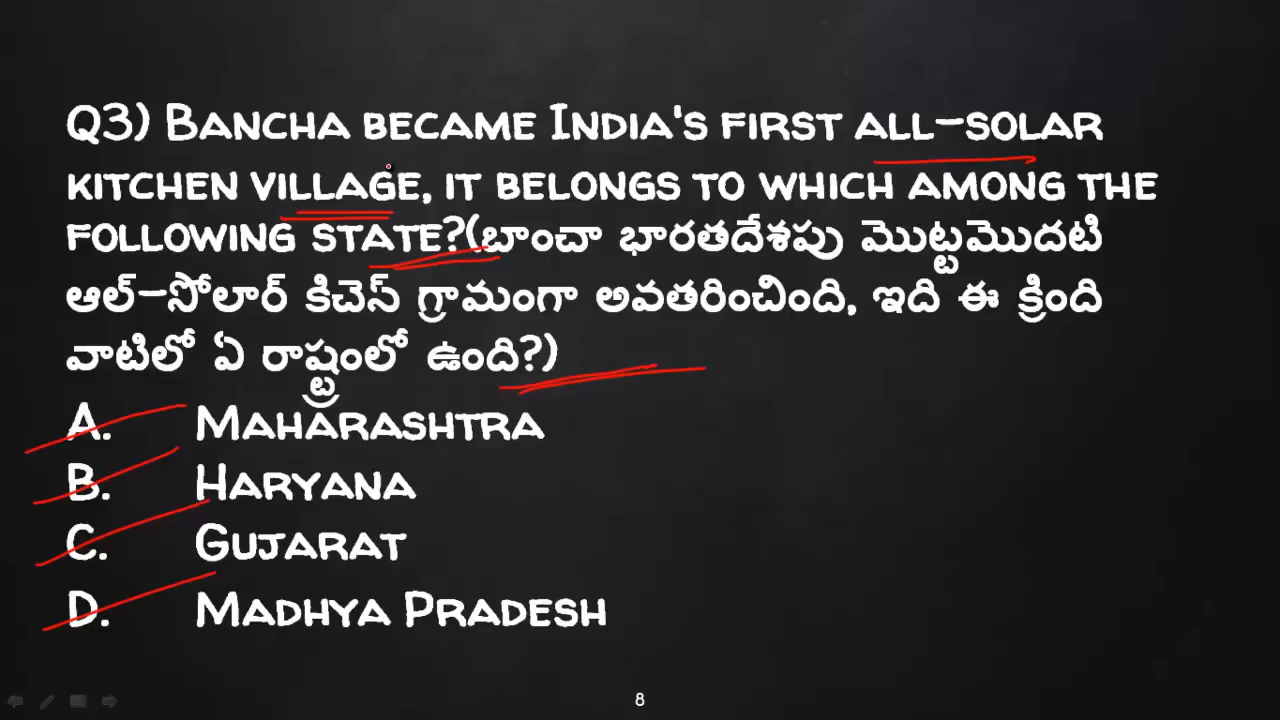 Q3) BANCHA BECAME INDIA'S FIRST ALL-SOLAR
KITCHEN VILLAGE, IT BELONGS TO WHICH AMONG THE
FOLLOWING STATE?(బాంచా భారతదేశపు మొట్టమొదటి
ఆల్-సోలార్ కిచెన్ గ్రామంగా అవతరించింది, ఇది ఈ క్రింది
వాటిలో ఏ రాష్ట్రంలో ఉంది?)
A. MAHARASHTRA
B. HARYANA
C. GUJARAT
D. MADHYA PRADESH
8